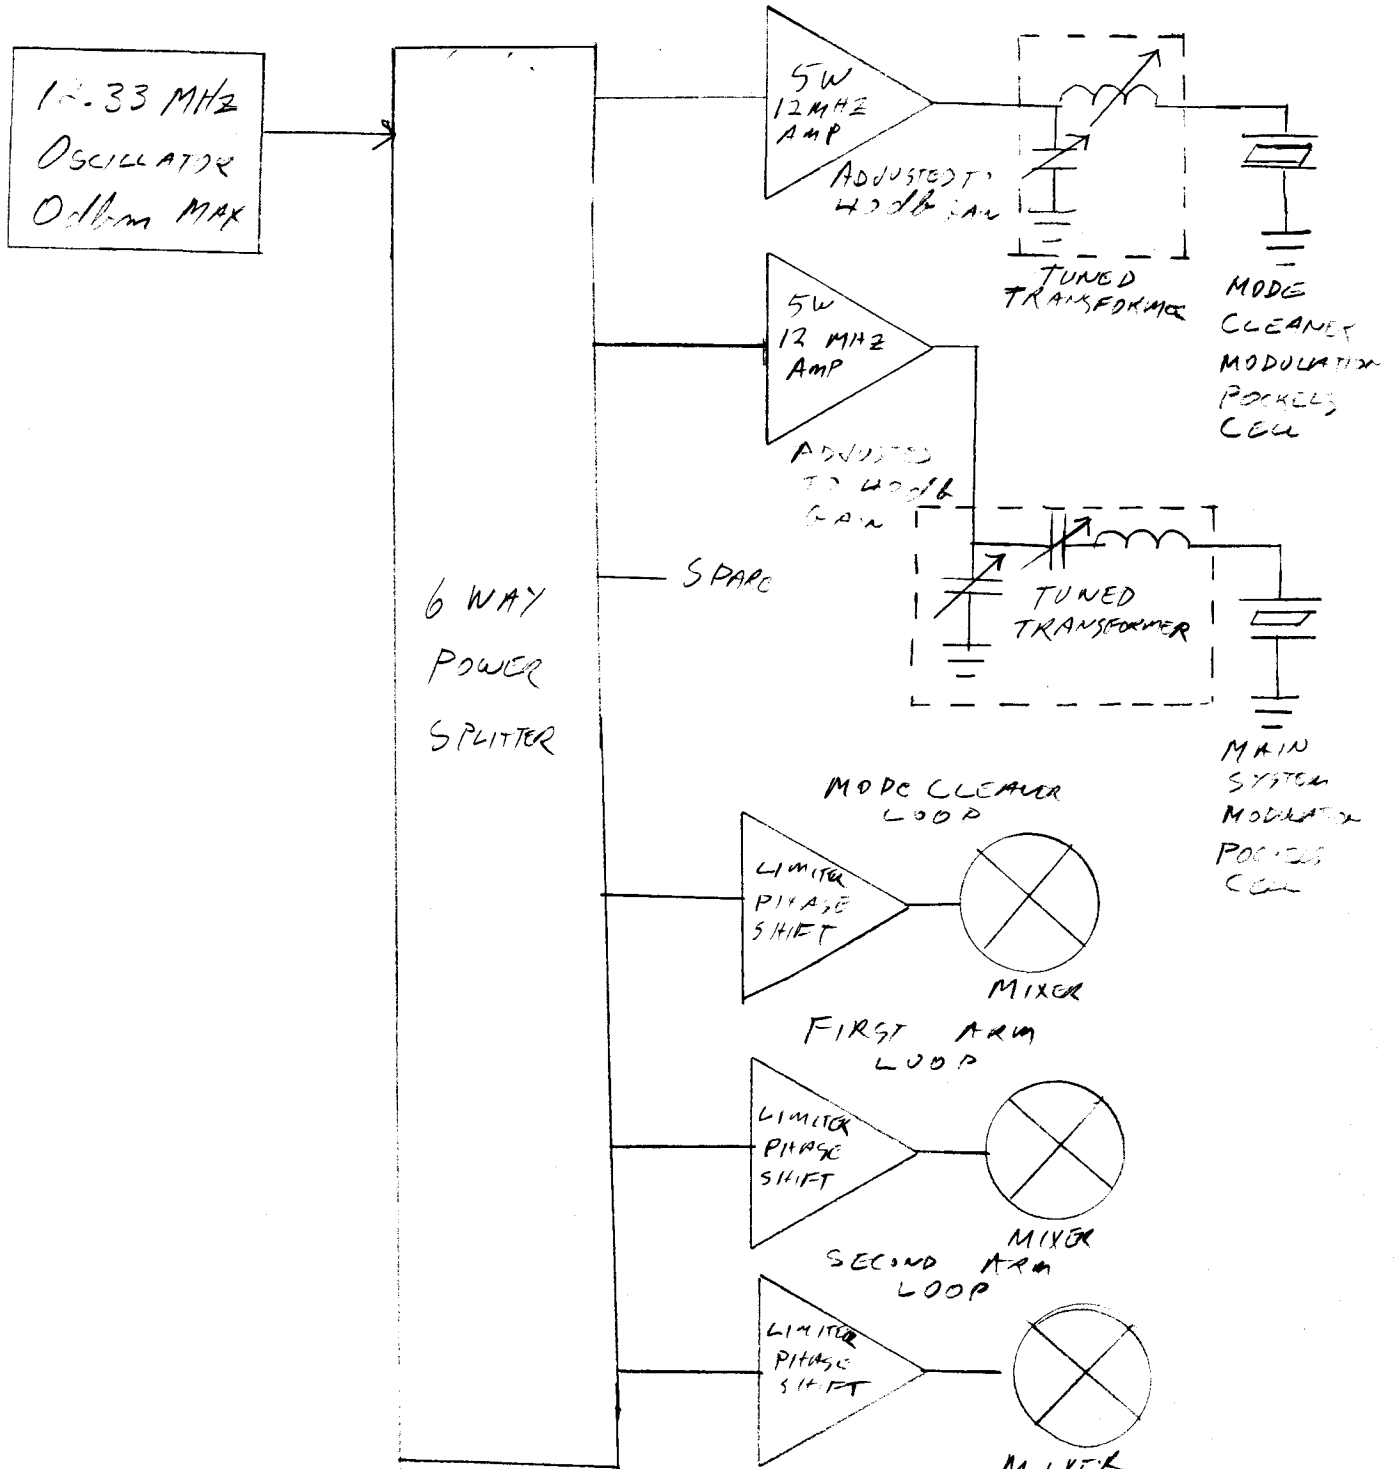 12.33 MHZ
OSCILLATOR
0dbm MAX
6 WAY
POWER
SPLITTER
5W
12 MHZ
AMP
ADJUSTED TO
40db GAIN
TUNED
TRANSFORMER
MODE
CLEANER
MODULATION
POCKELS
CELL
5W
12 MHZ
AMP
ADJUSTED
TO 40db
GAIN
TUNED
TRANSFORMER
MAIN
SYSTEM
MODULATION
POCKELS
CELL
SPARE
MODE CLEANER
LOOP
LIMITER
PHASE
SHIFT
MIXER
FIRST ARM
LOOP
LIMITER
PHASE
SHIFT
MIXER
SECOND ARM
LOOP
LIMITER
PHASE
SHIFT
MIXER